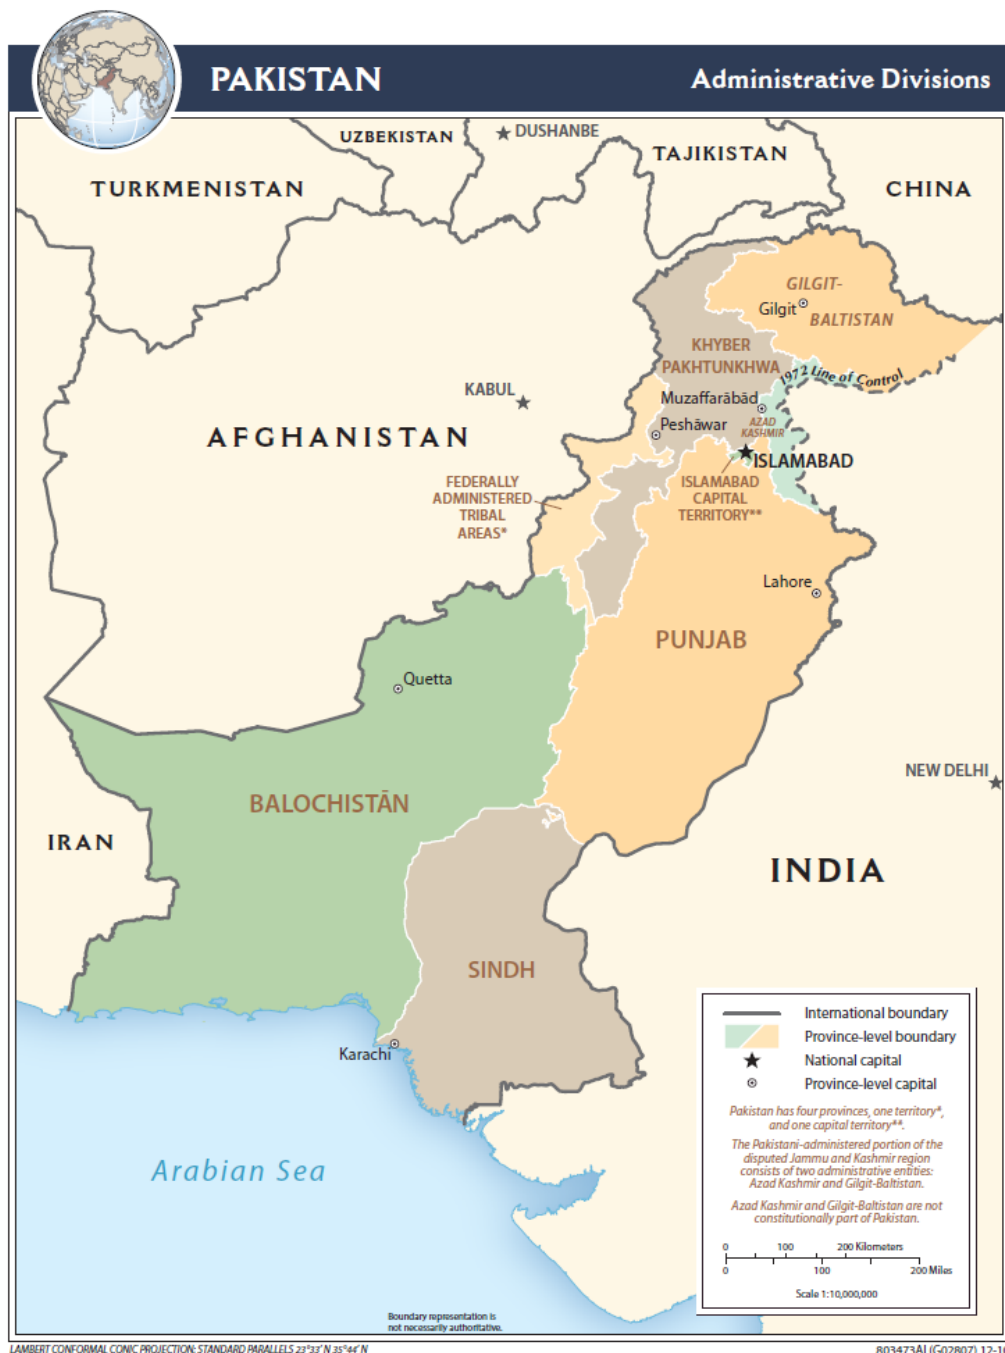 PAKISTAN
Administrative Divisions
UZBEKISTAN
DUSHANBE
TAJIKISTAN
TURKMENISTAN
CHINA
GILGIT-
Gilgit
BALTISTAN
KHYBER
PAKHTUNKHWA
1972 Line of Control
KABUL
Muzaffarābād
AZAD
KASHMIR
Peshāwar
AFGHANISTAN
ISLAMABAD
FEDERALLY
ADMINISTERED
TRIBAL
AREAS*
ISLAMABAD
CAPITAL
TERRITORY**
Lahore
PUNJAB
Quetta
NEW DELHI
BALOCHISTĀN
IRAN
INDIA
SINDH
Karachi
Arabian Sea
International boundary
Province-level boundary
National capital
Province-level capital
Pakistan has four provinces, one territory*,
and one capital territory**.
The Pakistani-administered portion of the
disputed Jammu and Kashmir region
consists of two administrative entities:
Azad Kashmir and Gilgit-Baltistan.
Azad Kashmir and Gilgit-Baltistan are not
constitutionally part of Pakistan.
0 100 200 Kilometers
0 100 200 Miles
Scale 1:10,000,000
Boundary representation is
not necessarily authoritative.
LAMBERT CONFORMAL CONIC PROJECTION; STANDARD PARALLELS 23°33' N 35°44' N
803473AI (G02807) 12-10